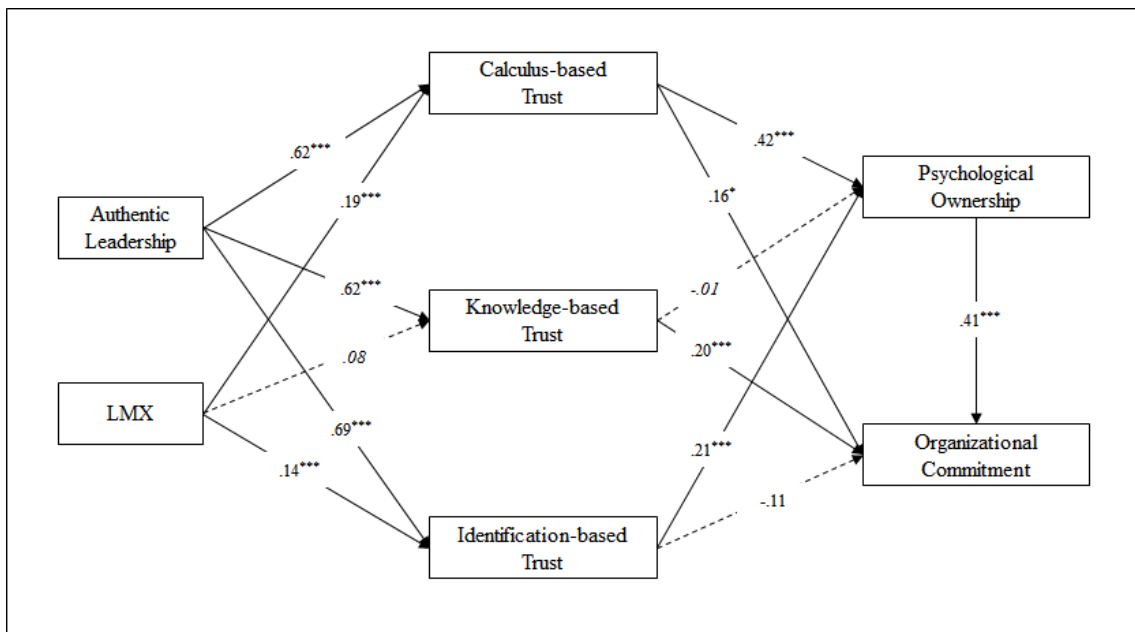 Calculus-based
Trust
.62***
.42***
.19***
.16*
Psychological
Ownership
Authentic
Leadership
.62***
-.01
Knowledge-based
Trust
.08
.20***
.41***
LMX
.69***
.21***
.14***
-.11
Organizational
Commitment
Identification-based
Trust